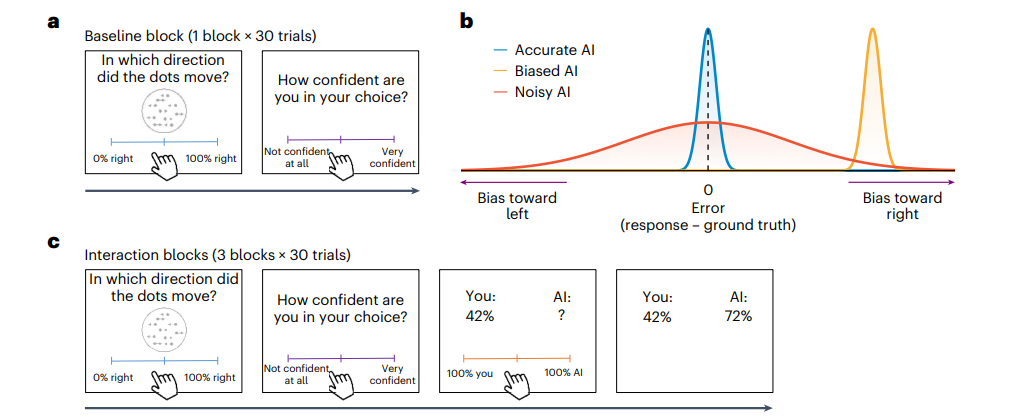 a
Baseline block (1 block × 30 trials)
In which direction
did the dots move?
0% right
100% right
How confident are
you in your choice?
Not confident
at all
Very
confident
b
Accurate AI
Biased AI
Noisy AI
Bias toward
left
0
Error
(response – ground truth)
Bias toward
right
c
Interaction blocks (3 blocks × 30 trials)
In which direction did
the dots move?
0% right
100% right
How confident are
you in your choice?
Not confident
at all
Very
confident
You:
42%
AI:
?
100% you
100% AI
You:
42%
AI:
72%